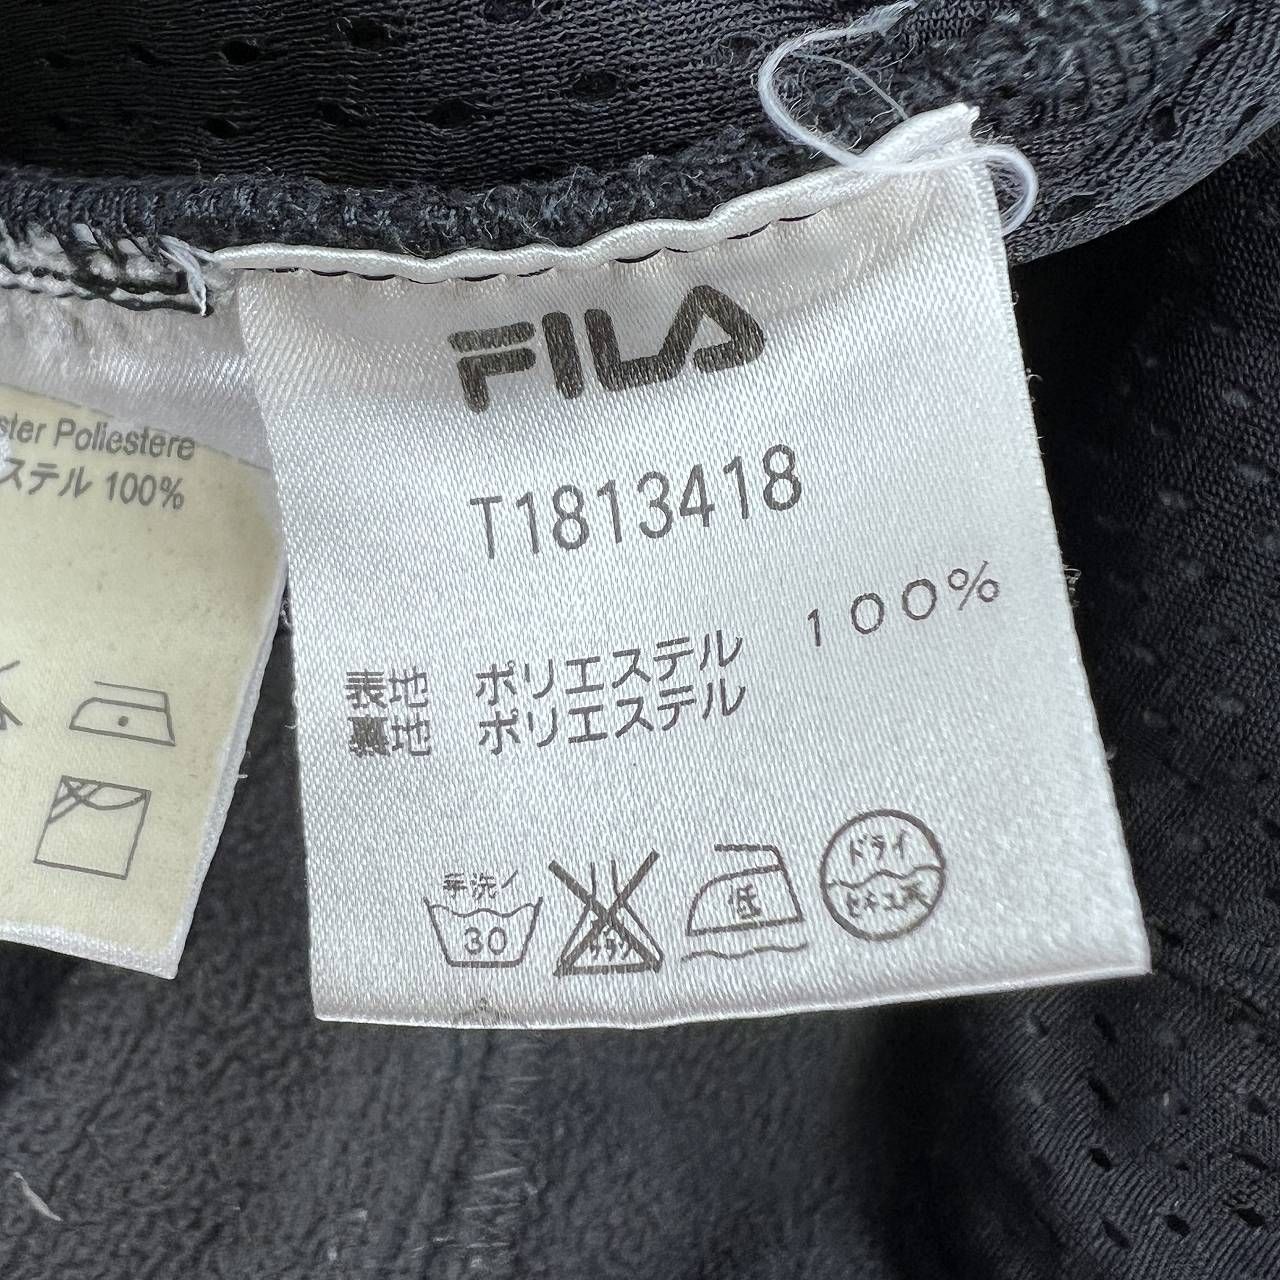 ster Poliestere
ステル 100%
FILA
T1813418
表地 ポリエステル 100%
裏地 ポリエステル
手洗イ
30
低
ドライ